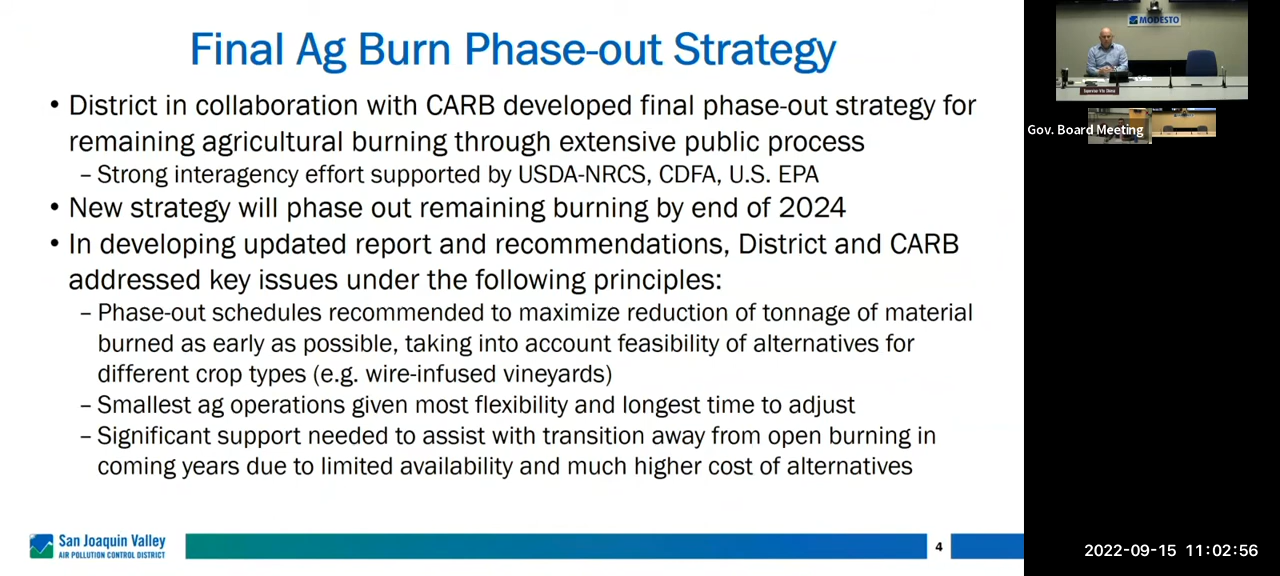 Final Ag Burn Phase-out Strategy
• District in collaboration with CARB developed final phase-out strategy for
remaining agricultural burning through extensive public process
– Strong interagency effort supported by USDA-NRCS, CDFA, U.S. EPA
• New strategy will phase out remaining burning by end of 2024
• In developing updated report and recommendations, District and CARB
addressed key issues under the following principles:
– Phase-out schedules recommended to maximize reduction of tonnage of material
burned as early as possible, taking into account feasibility of alternatives for
different crop types (e.g. wire-infused vineyards)
– Smallest ag operations given most flexibility and longest time to adjust
– Significant support needed to assist with transition away from open burning in
coming years due to limited availability and much higher cost of alternatives
San Joaquin Valley
AIR POLLUTION CONTROL DISTRICT
4
MODESTO
Gov. Board Meeting
2022-09-15 11:02:56